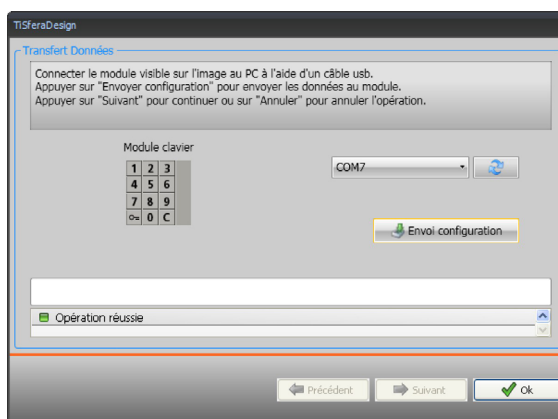 TiSferaDesign
Transfert Données
Connecter le module visible sur l'image au PC à l'aide d'un câble usb.
Appuyer sur "Envoyer configuration" pour envoyer les données au module.
Appuyer sur "Suivant" pour continuer ou sur "Annuler" pour annuler l'opération.
Module clavier
1 2 3
4 5 6
7 8 9
0 C
COM7
Envoi configuration
Opération réussie
Précédent
Suivant
Ok